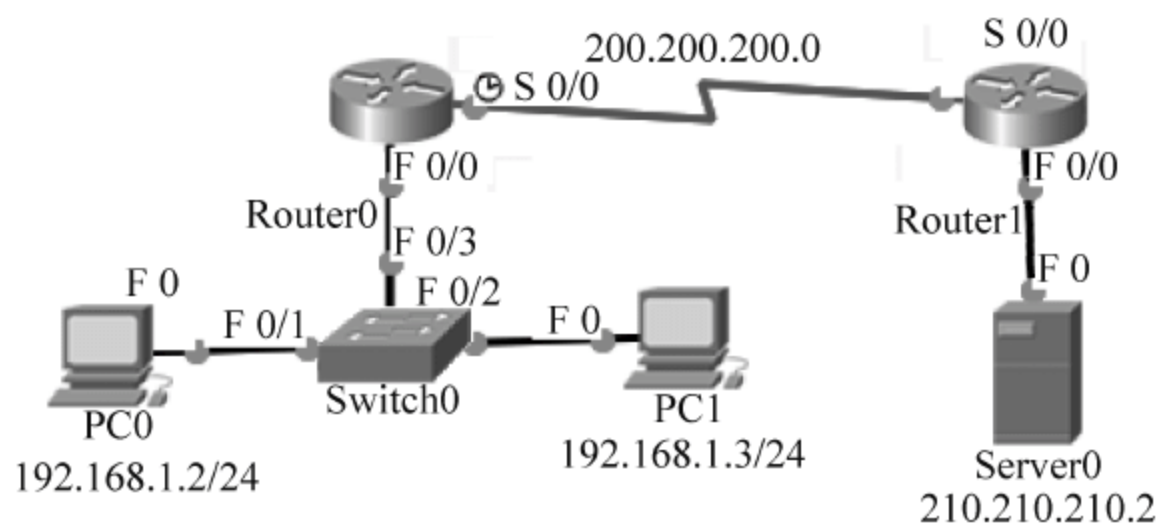 200.200.200.0
S 0/0
S 0/0
F 0/0
F 0/0
Router0
Router1
F 0/3
F 0
F 0/2
F 0
F 0/1
F 0
Switch0
PC0
PC1
192.168.1.2/24
192.168.1.3/24
Server0
210.210.210.2